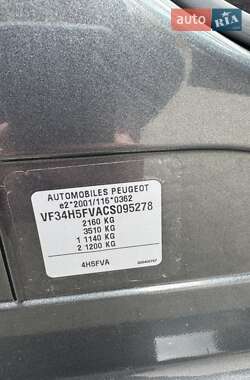 AUTO.RIA.com
AUTOMOBILES PEUGEOT
e2*2001/116*0362
VF34H5FVACS095278
2160 KG
3510 KG
1 1140 KG
2 1200 KG
4H5FVA